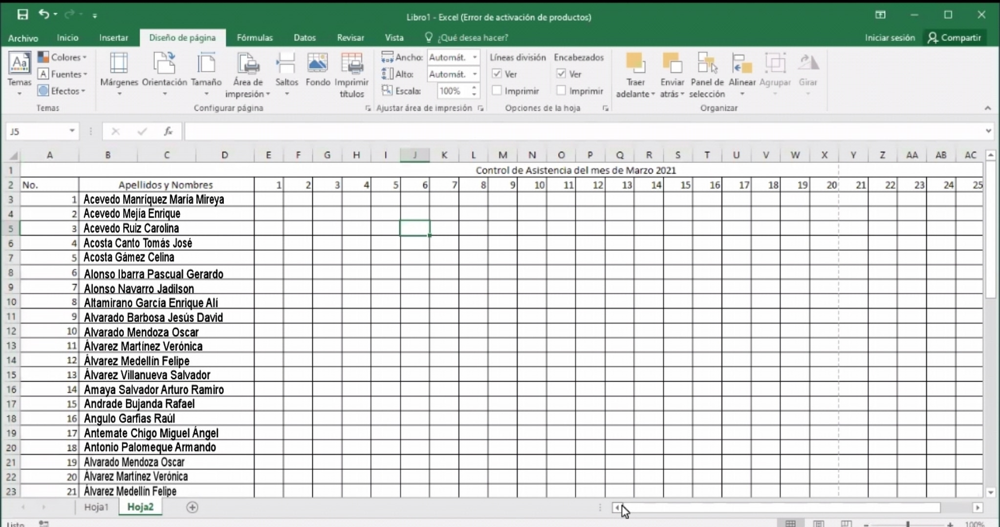 Libro1 - Excel (Error de activación de productos)
Archivo Inicio Insertar Diseño de página Fórmulas Datos Revisar Vista ¿Qué desea hacer? Iniciar sesión Compartir
Aa Colores Ancho: Automát. Líneas división Encabezados
A Fuentes Alto: Automát. Ver Ver
Temas Márgenes Orientación Tamaño Área de Saltos Fondo Imprimir Traer Enviar Panel de Alinear Agrupar Girar
Efectos impresión títulos Escala: 100% Imprimir Imprimir adelante atrás selección
Temas Configurar página Ajustar área de impresión Opciones de la hoja Organizar
J5 fx
A B C D E F G H I J K L M N O P Q R S T U V W X Y Z AA AB AC
1 Control de Asistencia del mes de Marzo 2021
2 No. Apellidos y Nombres 1 2 3 4 5 6 7 8 9 10 11 12 13 14 15 16 17 18 19 20 21 22 23 24 25
3 1 Acevedo Manríquez María Mireya
4 2 Acevedo Mejía Enrique
5 3 Acevedo Ruiz Carolina
6 4 Acosta Canto Tomás José
7 5 Acosta Gámez Celina
8 6 Alonso Ibarra Pascual Gerardo
9 7 Alonso Navarro Jadilson
10 8 Altamirano García Enrique Alí
11 9 Alvarado Barbosa Jesús David
12 10 Alvarado Mendoza Oscar
13 11 Álvarez Martínez Verónica
14 12 Álvarez Medellín Felipe
15 13 Álvarez Villanueva Salvador
16 14 Amaya Salvador Arturo Ramiro
17 15 Andrade Bujanda Rafael
18 16 Angulo Garfias Raúl
19 17 Antemate Chigo Miguel Ángel
20 18 Antonio Palomeque Armando
21 19 Alvarado Mendoza Oscar
22 20 Álvarez Martínez Verónica
23 21 Álvarez Medellín Felipe
Hoja1 Hoja2
Listo 100%